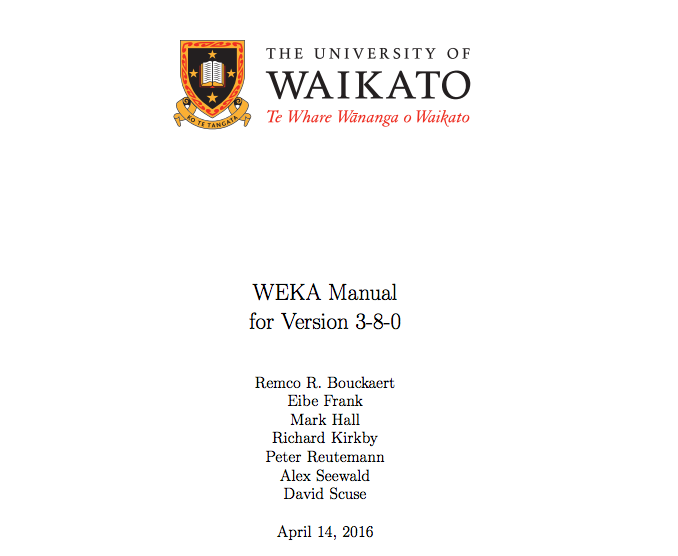 THE UNIVERSITY OF
WAIKATO
Te Whare Wānanga o Waikato
KO TE TANGATA
WEKA Manual
for Version 3-8-0
Remco R. Bouckaert
Eibe Frank
Mark Hall
Richard Kirkby
Peter Reutemann
Alex Seewald
David Scuse
April 14, 2016